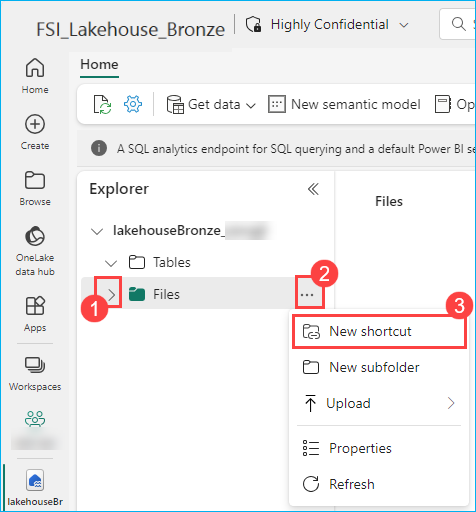 FSI_Lakehouse_Bronze
Highly Confidential
Se
Home
Home
Get data
New semantic model
Op
Create
A SQL analytics endpoint for SQL querying and a default Power BI se
Browse
Explorer
Files
lakehouseBronze_
OneLake
data hub
Tables
2
Files
...
1
3
Apps
New shortcut
New subfolder
Workspaces
Upload
Properties
Refresh
lakehouseBr